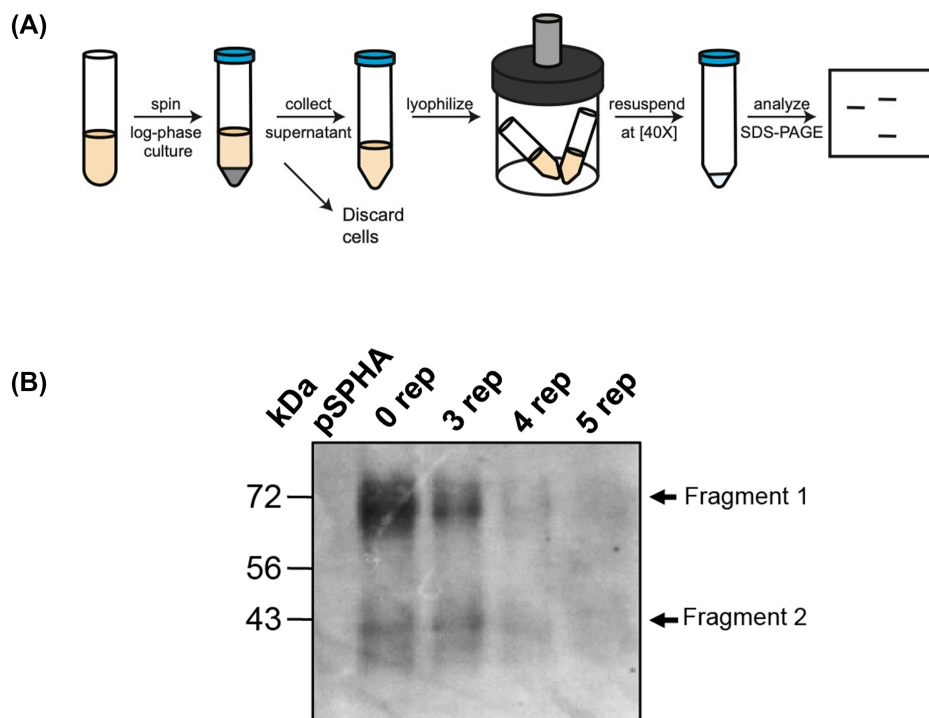 (A)
spin
log-phase
culture
collect
supernatant
Discard
cells
lyophilize
resuspend
at [40X]
analyze
SDS-PAGE
(B)
kDa
pSPHA
0 rep
3 rep
4 rep
5 rep
72
Fragment 1
56
43
Fragment 2